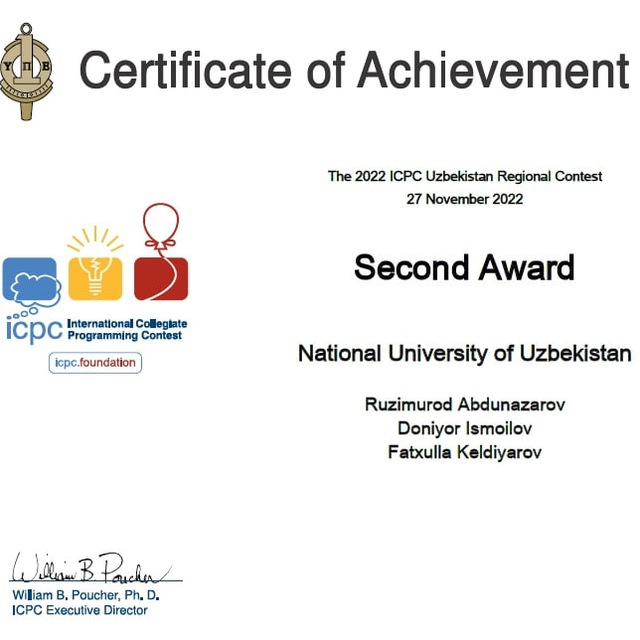 Υ Π Β
Certificate of Achievement
The 2022 ICPC Uzbekistan Regional Contest
27 November 2022
Second Award
icpc International Collegiate
Programming Contest
icpc.foundation
National University of Uzbekistan
Ruzimurod Abdunazarov
Doniyor Ismoilov
Fatxulla Keldiyarov
William B. Poucher
William B. Poucher, Ph. D.
ICPC Executive Director